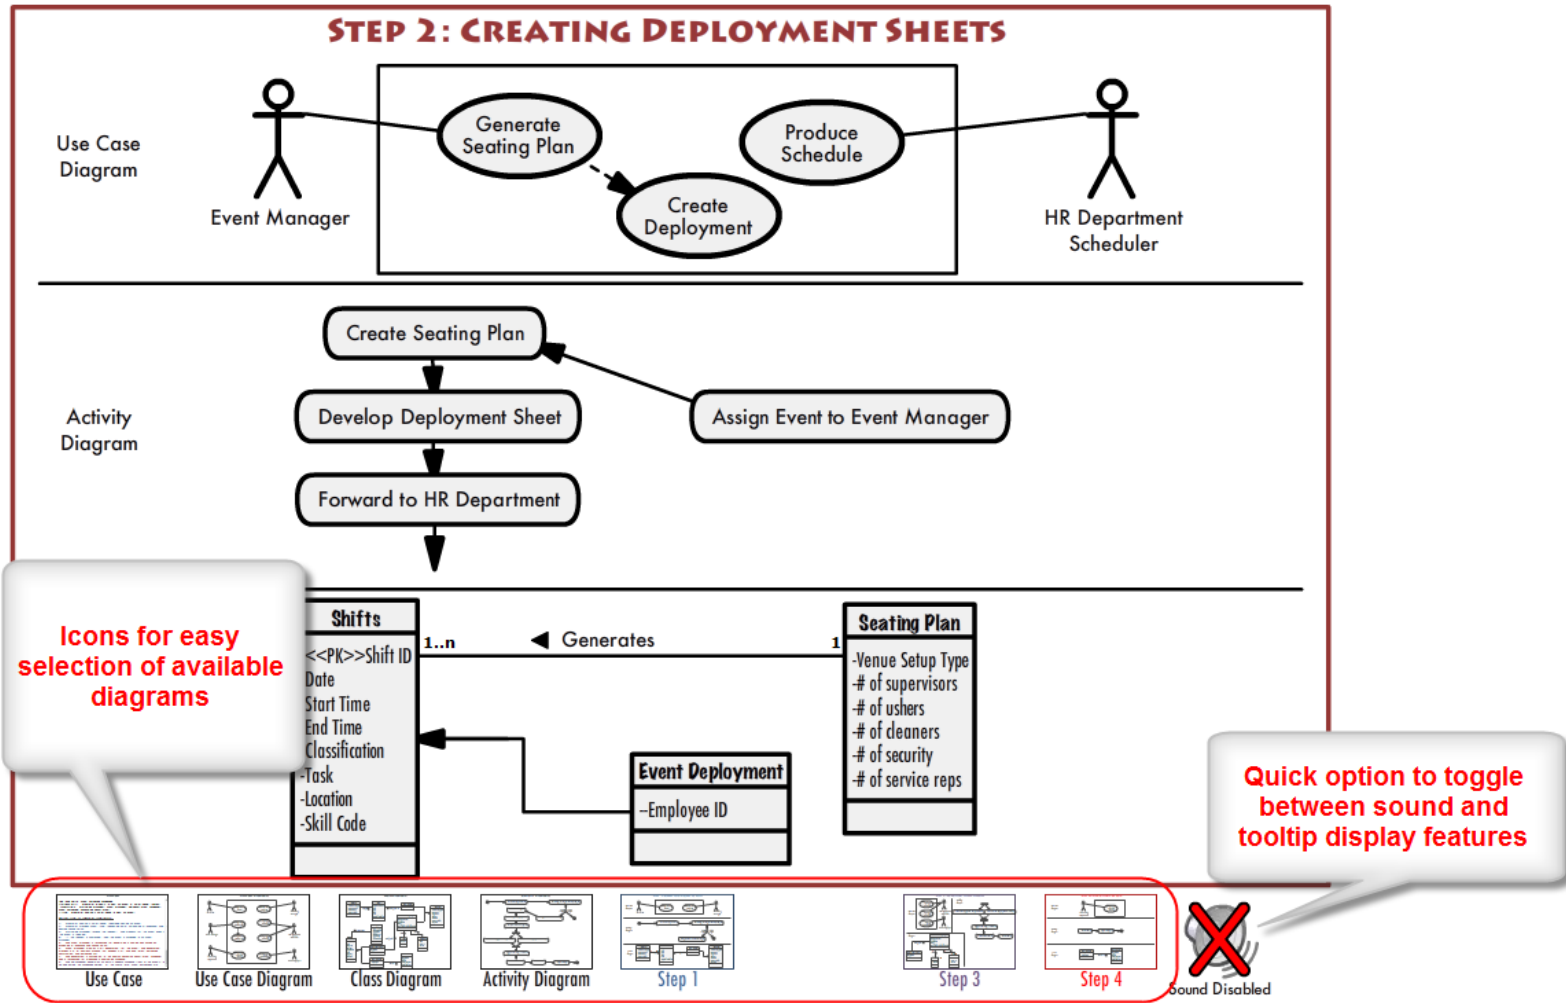 STEP 2: CREATING DEPLOYMENT SHEETS
Use Case
Diagram
Event Manager
Generate
Seating Plan
Create
Deployment
Produce
Schedule
HR Department
Scheduler
Activity
Diagram
Create Seating Plan
Develop Deployment Sheet
Assign Event to Event Manager
Forward to HR Department
Icons for easy
selection of available
diagrams
Shifts
<<PK>>Shift ID
Date
Start Time
End Time
Classification
-Task
-Location
-Skill Code
1..n
◄ Generates
1
Seating Plan
-Venue Setup Type
-# of supervisors
-# of ushers
-# of cleaners
-# of security
-# of service reps
Event Deployment
--Employee ID
Quick option to toggle
between sound and
tooltip display features
Use Case
Use Case Diagram
Class Diagram
Activity Diagram
Step 1
Step 3
Step 4
Sound Disabled